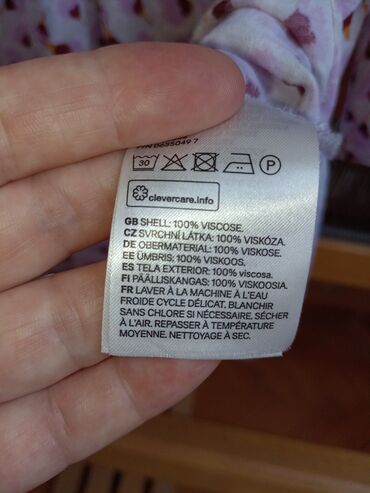 P/N 0635049 7
30
P
clevercare.info
GB SHELL: 100% VISCOSE.
CZ SVRCHNÍ LÁTKA: 100% VISKÓZA.
DE OBERMATERIAL: 100% VISKOSE.
EE ÜMBRIS: 100% VISKOOS.
ES TELA EXTERIOR: 100% viscosa.
FI PÄÄLLISKANGAS: 100% VISKOOSIA.
FR LAVER À LA MACHINE À L'EAU
FROIDE CYCLE DÉLICAT. BLANCHIR
SANS CHLORE SI NÉCESSAIRE. SÉCHER
À L'AIR. REPASSER À TEMPÉRATURE
MOYENNE. NETTOYAGE À SEC.